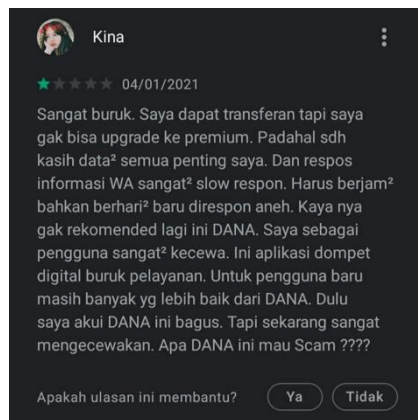 Kina
04/01/2021
Sangat buruk. Saya dapat transferan tapi saya
gak bisa upgrade ke premium. Padahal sdh
kasih data² semua penting saya. Dan respos
informasi WA sangat² slow respon. Harus berjam²
bahkan berhari² baru direspon aneh. Kaya nya
gak rekomended lagi ini DANA. Saya sebagai
pengguna sangat² kecewa. Ini aplikasi dompet
digital buruk pelayanan. Untuk pengguna baru
masih banyak yg lebih baik dari DANA. Dulu
saya akui DANA ini bagus. Tapi sekarang sangat
mengecewakan. Apa DANA ini mau Scam ????
Apakah ulasan ini membantu? Ya Tidak